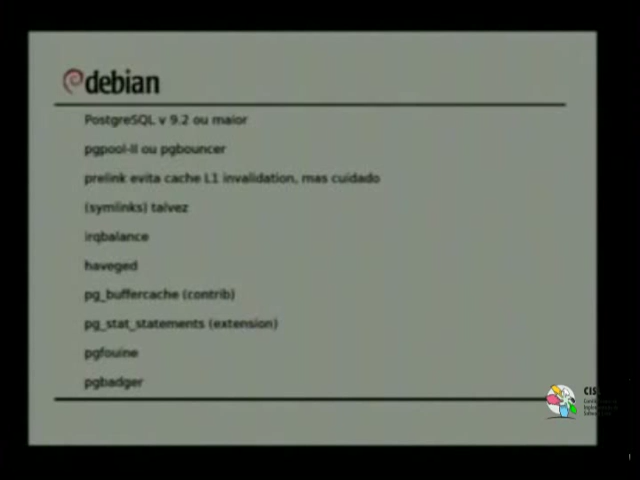 debian
PostgreSQL v 9.2 ou maior
pgpool-II ou pgbouncer
prelink evita cache L1 invalidation, mas cuidado
(symlinks) talvez
irqbalance
haveged
pg_buffercache (contrib)
pg_stat_statements (extension)
pgfouine
pgbadger
CIS